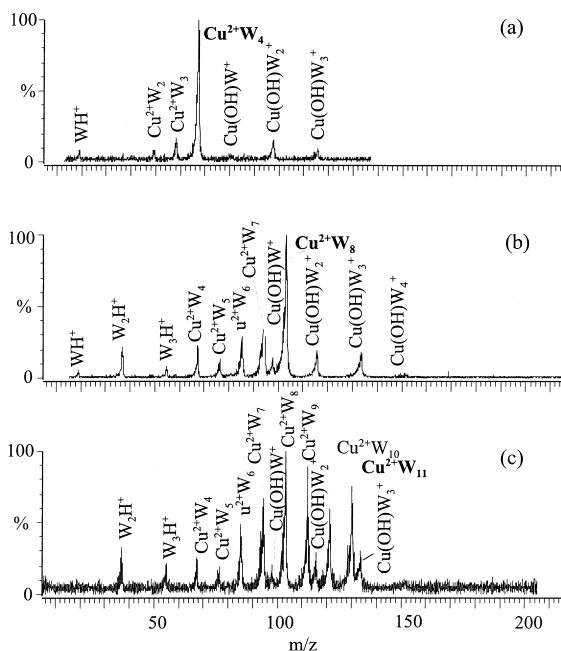 (a)
100
%
0
WH⁺
Cu²⁺W₂
Cu²⁺W₃
Cu²⁺W₄
Cu(OH)W⁺
Cu(OH)W₂⁺
Cu(OH)W₃⁺
(b)
100
%
0
WH⁺
W₂H⁺
W₃H⁺
Cu²⁺W₄
Cu²⁺W₅
u²⁺W₆
Cu²⁺W₇
Cu(OH)W⁺
Cu²⁺W₈
Cu(OH)W₂⁺
Cu(OH)W₃⁺
Cu(OH)W₄⁺
(c)
100
%
0
W₂H⁺
W₃H⁺
Cu²⁺W₄
Cu²⁺W₅
u²⁺W₆
Cu²⁺W₇
Cu(OH)W⁺
Cu²⁺W₈
Cu²⁺W₉
Cu(OH)W₂⁺
Cu²⁺W₁₀
Cu²⁺W₁₁
Cu(OH)W₃⁺
50 100 150 200
m/z